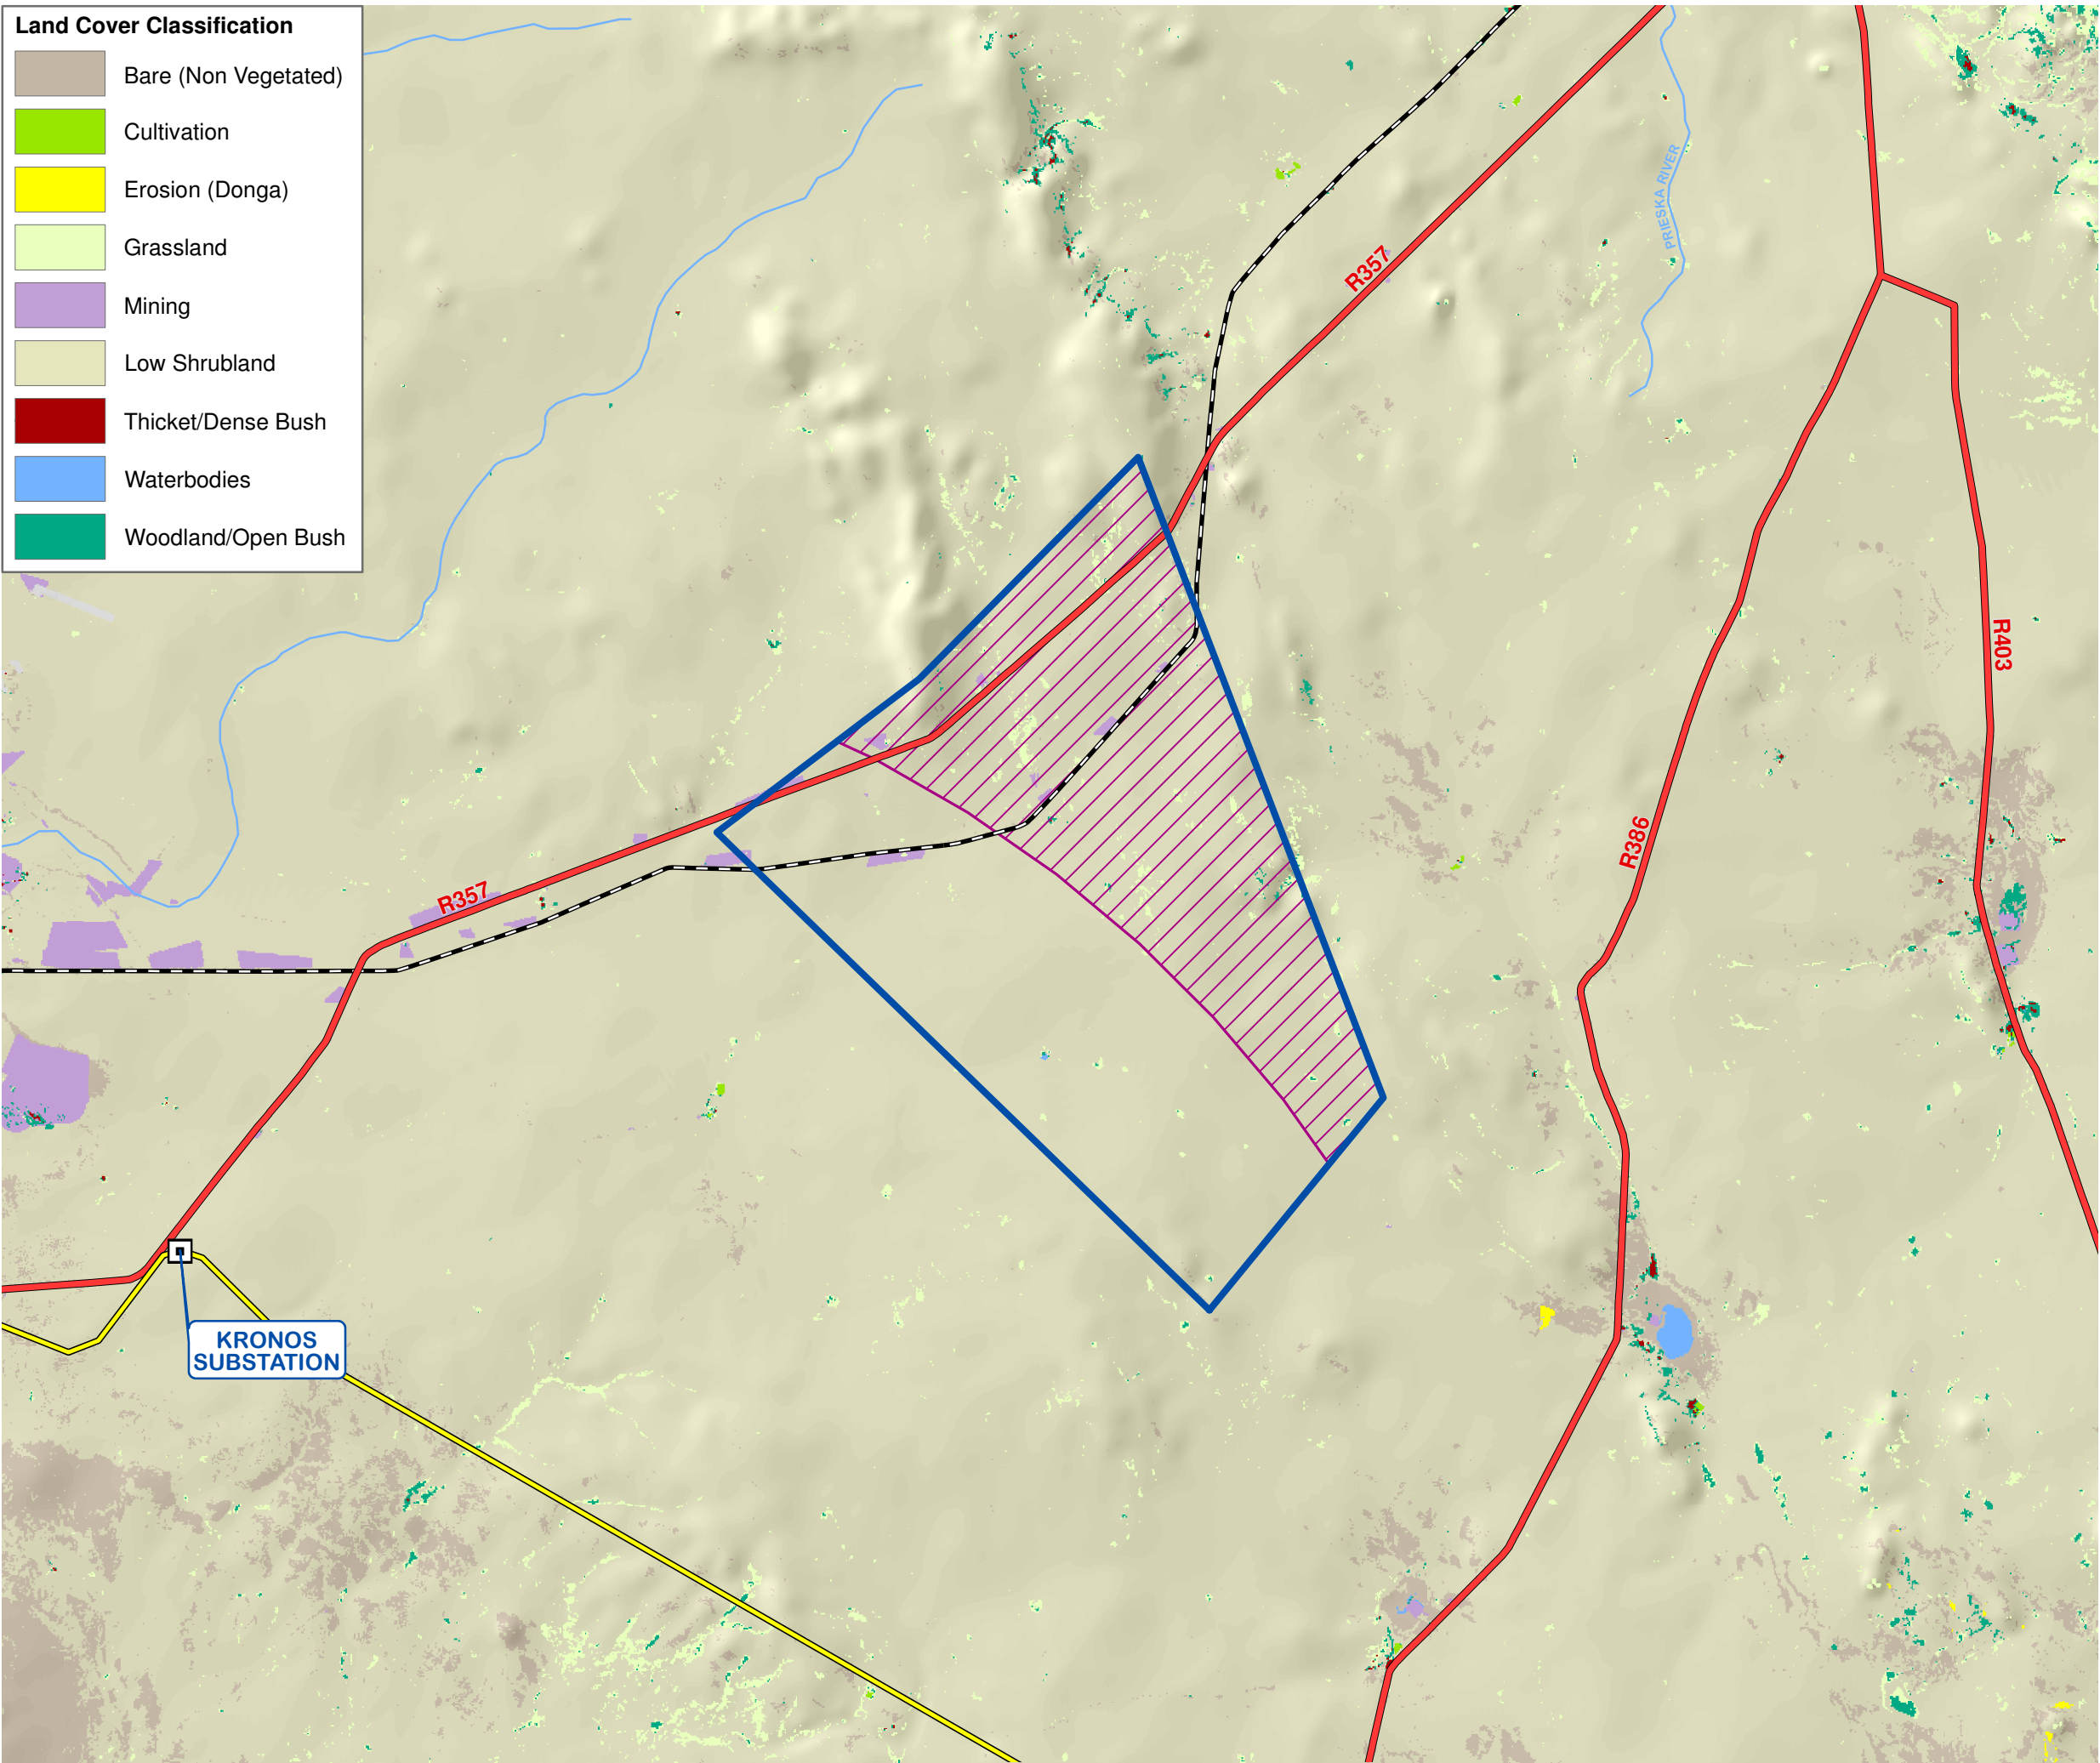 Land Cover Classification
Bare (Non Vegetated)
Cultivation
Erosion (Donga)
Grassland
Mining
Low Shrubland
Thicket/Dense Bush
Waterbodies
Woodland/Open Bush
PRIESKA RIVER
R357
R403
R386
R357
KRONOS
SUBSTATION